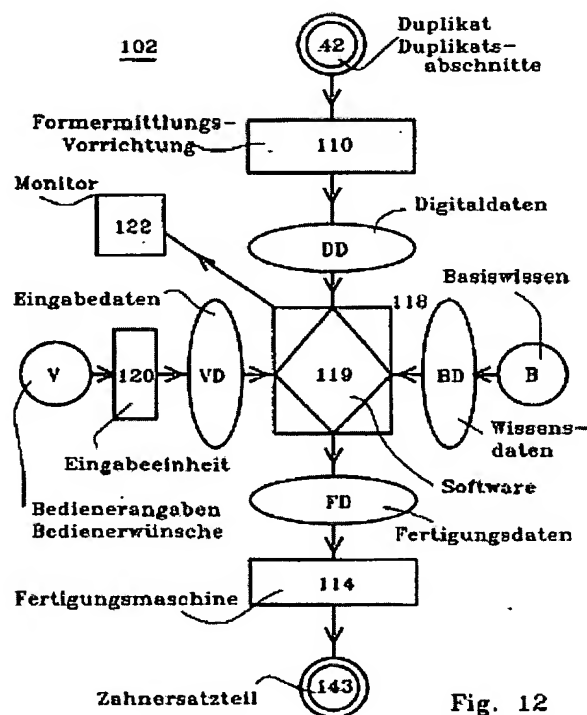 102
42
Duplikat
Duplikats-
abschnitte
Formermittlungs-
Vorrichtung
110
Monitor
122
Digitaldaten
DD
Basiswissen
Eingabedaten
118
V
120
VD
119
BD
B
Eingabeeinheit
Wissens-
daten
Software
Bedienerangaben
Bedienerwünsche
FD
Fertigungsdaten
114
Fertigungsmaschine
143
Zahnersatzteil
Fig. 12